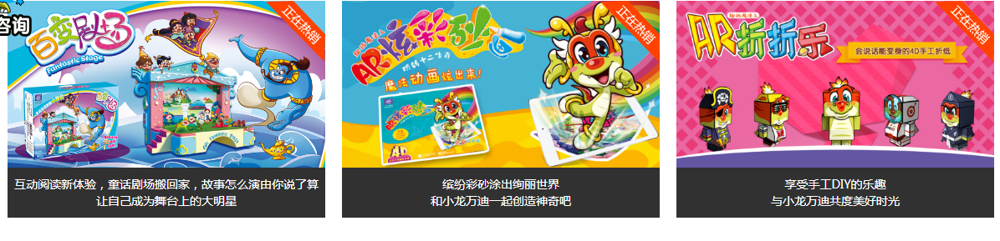 咨询
百变剧场
Fantastic Stage
正在热销
互动阅读新体验，童话剧场搬回家，故事怎么演由你说了算
让自己成为舞台上的大明星
AR炫彩砂画
玩转十二生肖
魔法动画炫出来！
4D
正在热销
缤纷彩砂涂出绚丽世界
和小龙万迪一起创造神奇吧
AR折折乐
会说话能变身的4D手工折纸
正在热销
享受手工DIY的乐趣
与小龙万迪共度美好时光